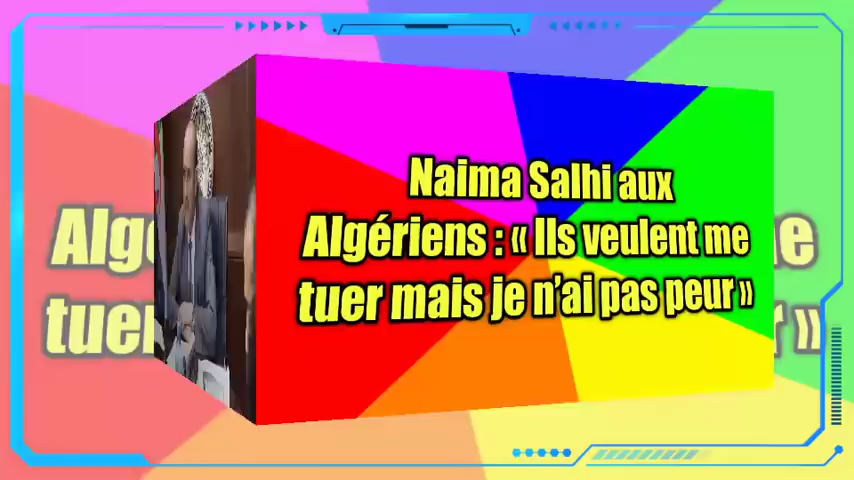 Naima Salhi aux
Algériens : « Ils veulent me
tuer mais je n'ai pas peur »